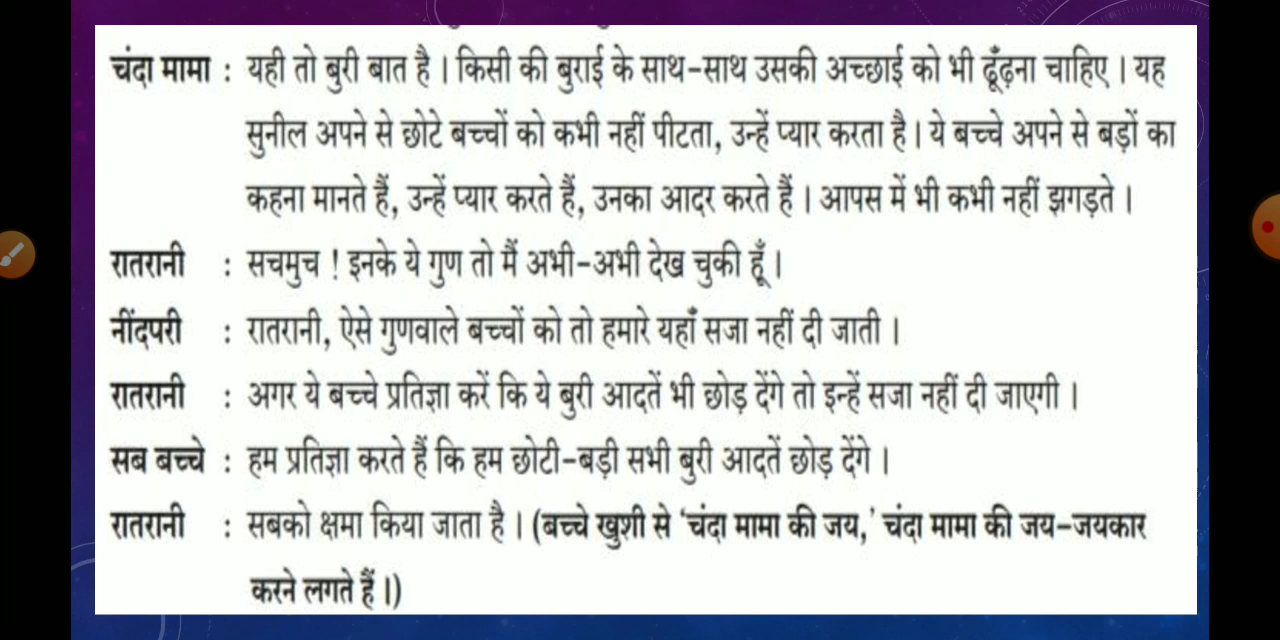 चंदा मामा : यही तो बुरी बात है । किसी की बुराई के साथ-साथ उसकी अच्छाई को भी ढूँढ़ना चाहिए । यह
सुनील अपने से छोटे बच्चों को कभी नहीं पीटता, उन्हें प्यार करता है । ये बच्चे अपने से बड़ों का
कहना मानते हैं, उन्हें प्यार करते हैं, उनका आदर करते हैं । आपस में भी कभी नहीं झगड़ते ।
रातरानी : सचमुच ! इनके ये गुण तो मैं अभी-अभी देख चुकी हूँ ।
नींदपरी : रातरानी, ऐसे गुणवाले बच्चों को तो हमारे यहाँ सजा नहीं दी जाती ।
रातरानी : अगर ये बच्चे प्रतिज्ञा करें कि ये बुरी आदतें भी छोड़ देंगे तो इन्हें सजा नहीं दी जाएगी ।
सब बच्चे : हम प्रतिज्ञा करते हैं कि हम छोटी-बड़ी सभी बुरी आदतें छोड़ देंगे ।
रातरानी : सबको क्षमा किया जाता है । (बच्चे खुशी से ‘चंदा मामा की जय,’ चंदा मामा की जय-जयकार
करने लगते हैं ।)